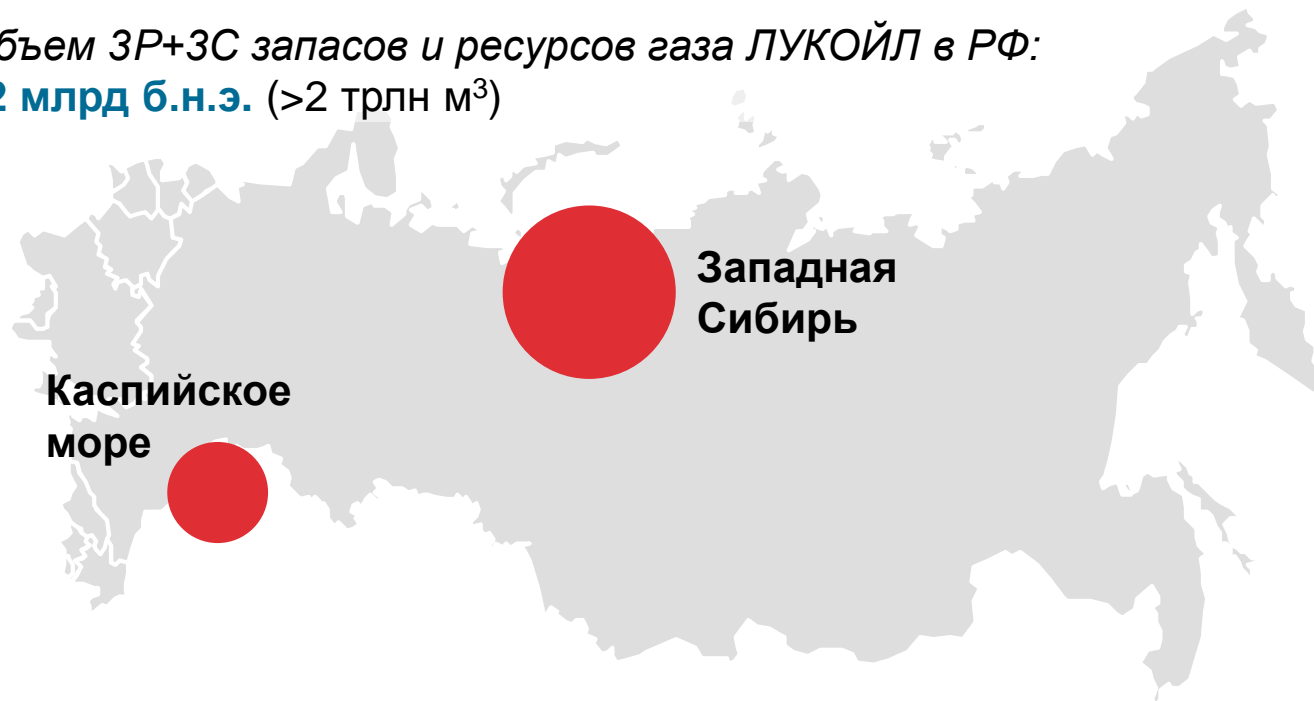 бъем 3P+3C запасов и ресурсов газа ЛУКОЙЛ в РФ:
2 млрд б.н.э. (>2 трлн м³)
Западная
Сибирь
Каспийское
море